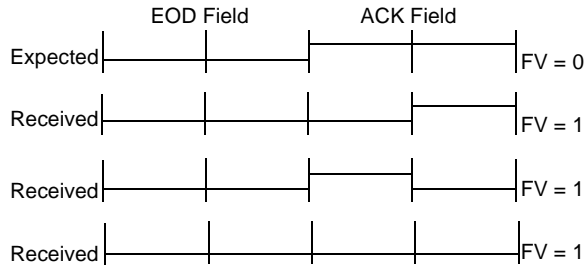 EOD Field ACK Field
Expected FV = 0
Received FV = 1
Received FV = 1
Received FV = 1